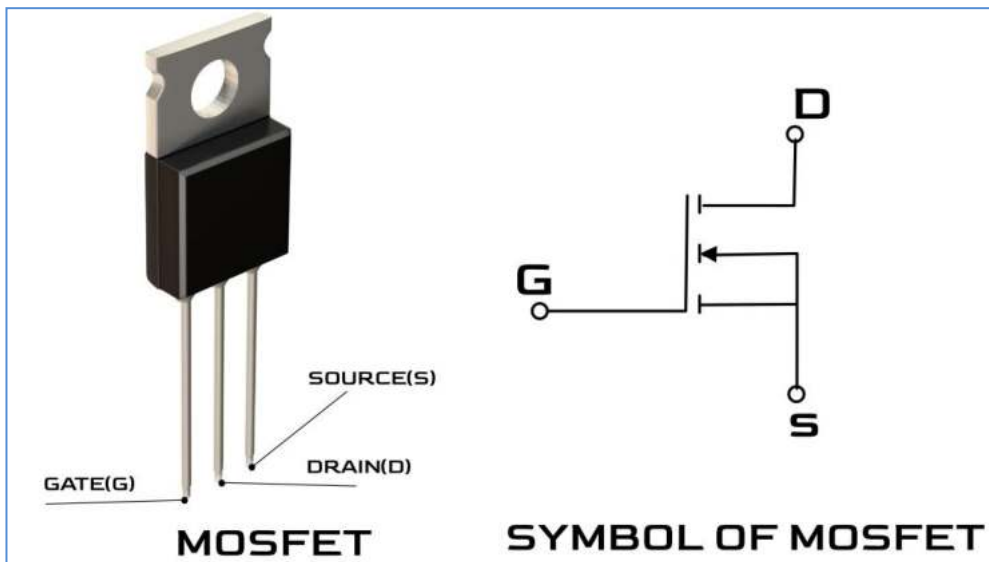 SOURCE(S)
DRAIN(D)
GATE(G)
MOSFET
D
G
S
SYMBOL OF MOSFET